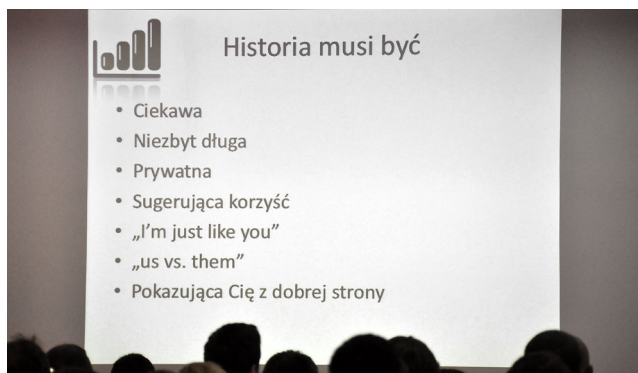 Historia musi być
• Ciekawa
• Niezbyt długa
• Prywatna
• Sugerująca korzyść
• „I'm just like you”
• „us vs. them”
• Pokazująca Cię z dobrej strony